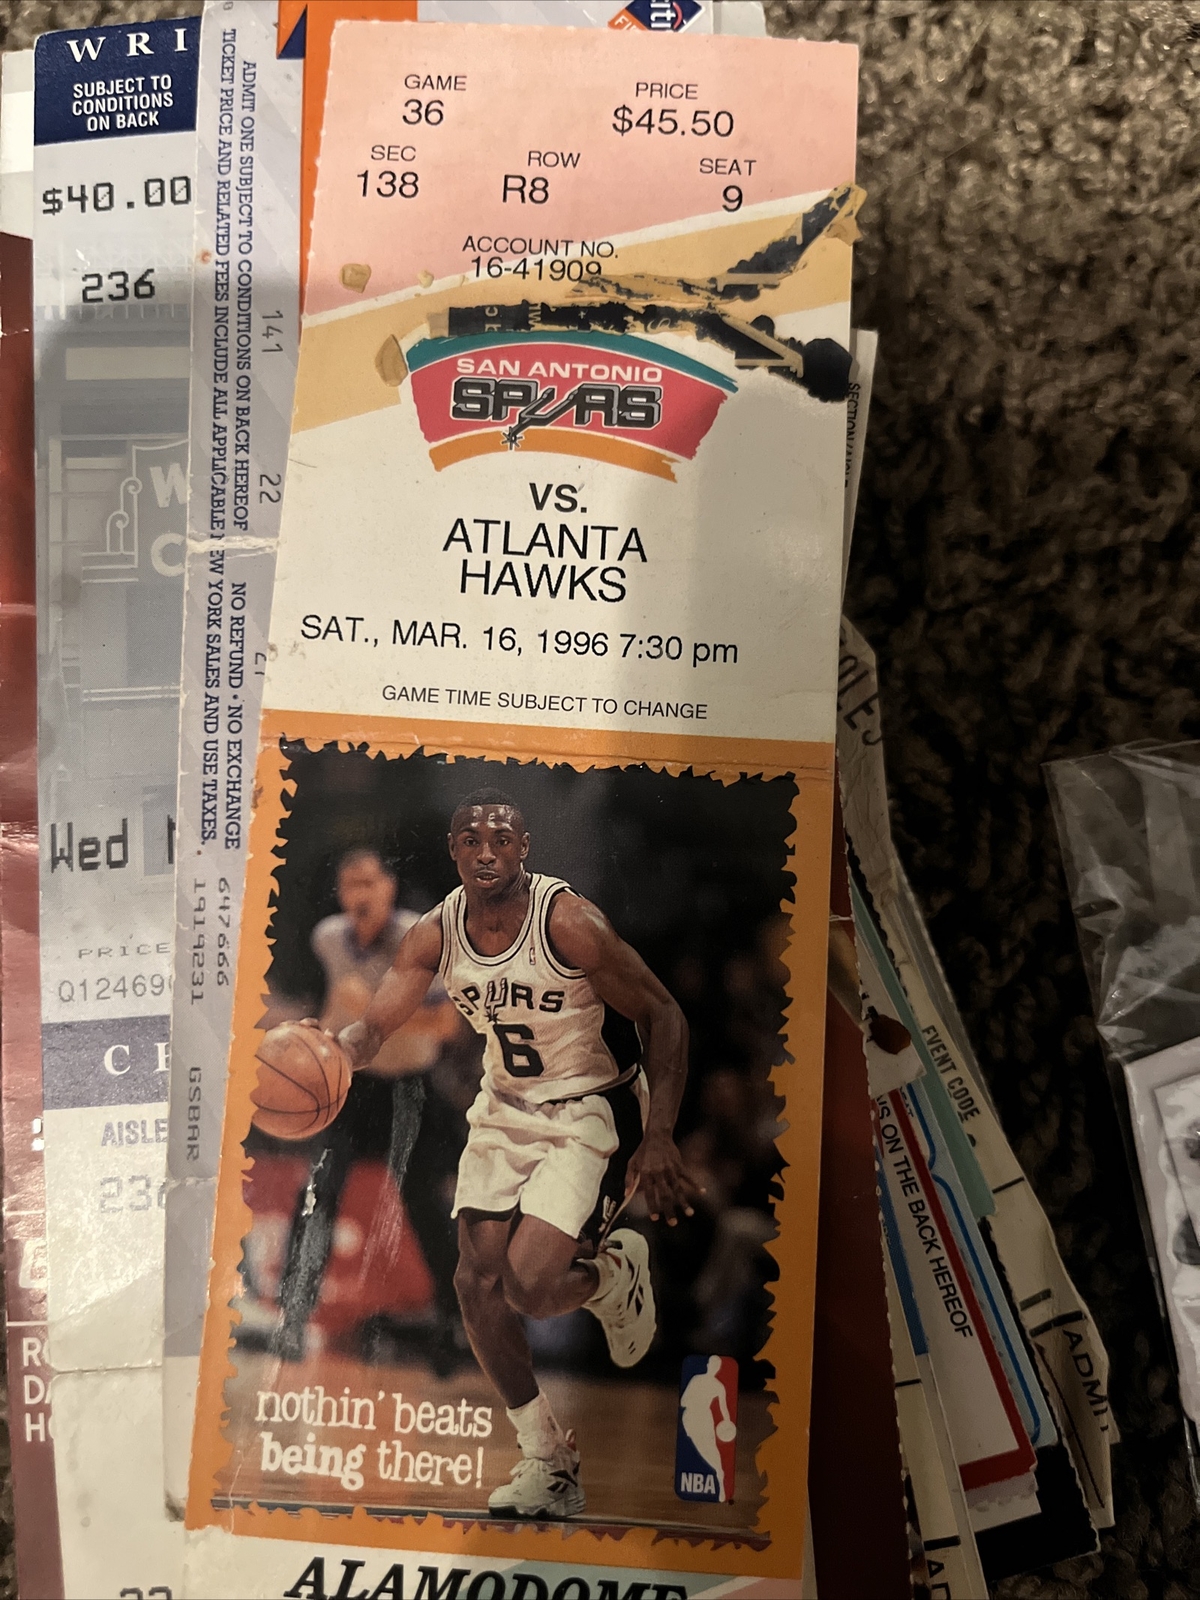 WRI
SUBJECT TO
CONDITIONS
ON BACK
$40.00
236
Wed
PRICE
Q12469
AISLE
236
ADMIT ONE SUBJECT TO CONDITIONS ON BACK HEREOF NO REFUND • NO EXCHANGE
TICKET PRICE AND RELATED FEES INCLUDE ALL APPLICABLE NEW YORK SALES AND USE TAXES.
141
22
647666
1919231
GSBAR
GAME
36
PRICE
$45.50
SEC
138
ROW
R8
SEAT
9
ACCOUNT NO.
16-41909
SAN ANTONIO
SPURS
VS.
ATLANTA
HAWKS
SAT., MAR. 16, 1996 7:30 pm
GAME TIME SUBJECT TO CHANGE
SPURS
6
nothin' beats
being there!
NBA
ALAMODOME
EVENT CODE
ON THE BACK HEREOF